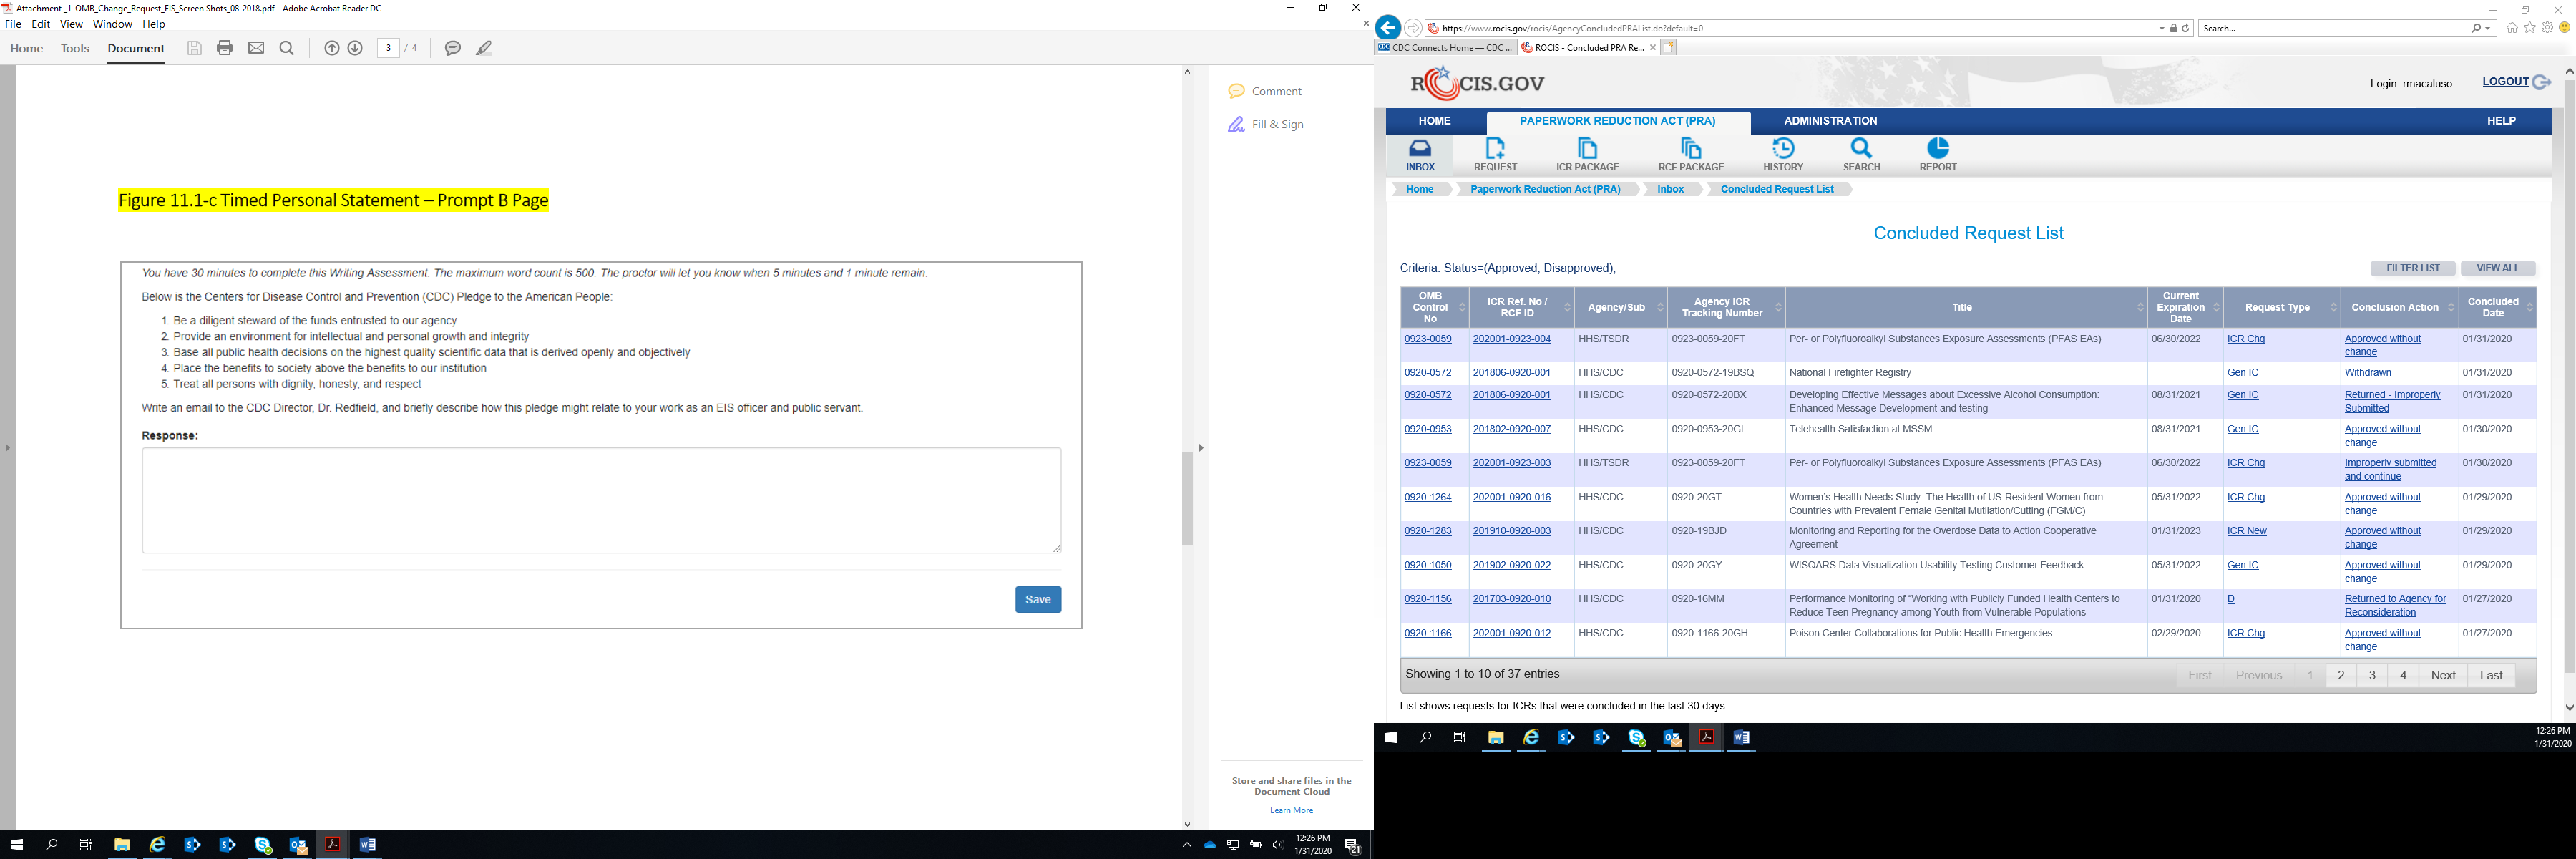 Attachment _1-OMB_Change_Request_EIS_Screen Shots_08-2018.pdf - Adobe Acrobat Reader DC
File Edit View Window Help
Home Tools Document 3 / 4
Comment
Fill & Sign
Figure 11.1-c Timed Personal Statement – Prompt B Page
You have 30 minutes to complete this Writing Assessment. The maximum word count is 500. The proctor will let you know when 5 minutes and 1 minute remain.
Below is the Centers for Disease Control and Prevention (CDC) Pledge to the American People:
1. Be a diligent steward of the funds entrusted to our agency
2. Provide an environment for intellectual and personal growth and integrity
3. Base all public health decisions on the highest quality scientific data that is derived openly and objectively
4. Place the benefits to society above the benefits to our institution
5. Treat all persons with dignity, honesty, and respect
Write an email to the CDC Director, Dr. Redfield, and briefly describe how this pledge might relate to your work as an EIS officer and public servant.
Response:
Save
Store and share files in the
Document Cloud
Learn More
12:26 PM
1/31/2020
21
https://www.rocis.gov/rocis/AgencyConcludedPRAList.do?default=0 Search...
CDC Connects Home — CDC ... ROCIS - Concluded PRA Re...
ROCIS.GOV
Login: rmacaluso LOGOUT
HOME PAPERWORK REDUCTION ACT (PRA) ADMINISTRATION HELP
INBOX REQUEST ICR PACKAGE RCF PACKAGE HISTORY SEARCH REPORT
Home Paperwork Reduction Act (PRA) Inbox Concluded Request List
Concluded Request List
Criteria: Status=(Approved, Disapproved); FILTER LIST VIEW ALL
OMB Control No ICR Ref. No / RCF ID Agency/Sub Agency ICR Tracking Number Title Current Expiration Date Request Type Conclusion Action Concluded Date
0923-0059 202001-0923-004 HHS/TSDR 0923-0059-20FT Per- or Polyfluoroalkyl Substances Exposure Assessments (PFAS EAs) 06/30/2022 ICR Chg Approved without change 01/31/2020
0920-0572 201806-0920-001 HHS/CDC 0920-0572-19BSQ National Firefighter Registry Gen IC Withdrawn 01/31/2020
0920-0572 201806-0920-001 HHS/CDC 0920-0572-20BX Developing Effective Messages about Excessive Alcohol Consumption: Enhanced Message Development and testing 08/31/2021 Gen IC Returned - Improperly Submitted 01/31/2020
0920-0953 201802-0920-007 HHS/CDC 0920-0953-20GI Telehealth Satisfaction at MSSM 08/31/2021 Gen IC Approved without change 01/30/2020
0923-0059 202001-0923-003 HHS/TSDR 0923-0059-20FT Per- or Polyfluoroalkyl Substances Exposure Assessments (PFAS EAs) 06/30/2022 ICR Chg Improperly submitted and continue 01/30/2020
0920-1264 202001-0920-016 HHS/CDC 0920-20GT Women's Health Needs Study: The Health of US-Resident Women from Countries with Prevalent Female Genital Mutilation/Cutting (FGM/C) 05/31/2022 ICR Chg Approved without change 01/29/2020
0920-1283 201910-0920-003 HHS/CDC 0920-19BJD Monitoring and Reporting for the Overdose Data to Action Cooperative Agreement 01/31/2023 ICR New Approved without change 01/29/2020
0920-1050 201902-0920-022 HHS/CDC 0920-20GY WISQARS Data Visualization Usability Testing Customer Feedback 05/31/2022 Gen IC Approved without change 01/29/2020
0920-1156 201703-0920-010 HHS/CDC 0920-16MM Performance Monitoring of "Working with Publicly Funded Health Centers to Reduce Teen Pregnancy among Youth from Vulnerable Populations 01/31/2020 D Returned to Agency for Reconsideration 01/27/2020
0920-1166 202001-0920-012 HHS/CDC 0920-1166-20GH Poison Center Collaborations for Public Health Emergencies 02/29/2020 ICR Chg Approved without change 01/27/2020
Showing 1 to 10 of 37 entries First Previous 1 2 3 4 Next Last
List shows requests for ICRs that were concluded in the last 30 days.
12:26 PM
1/31/2020